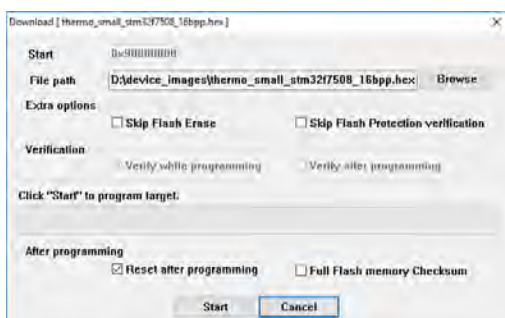 Download [ thermo_small_stm32f7508_16bpp.hex ]
Start 0x90000000
File path D:\device_images\thermo_small_stm32f7508_16bpp.hex Browse
Extra options
Skip Flash Erase Skip Flash Protection verification
Verification
Verify while programming Verify after programming
Click "Start" to program target.
After programming
Reset after programming Full Flash memory Checksum
Start Cancel